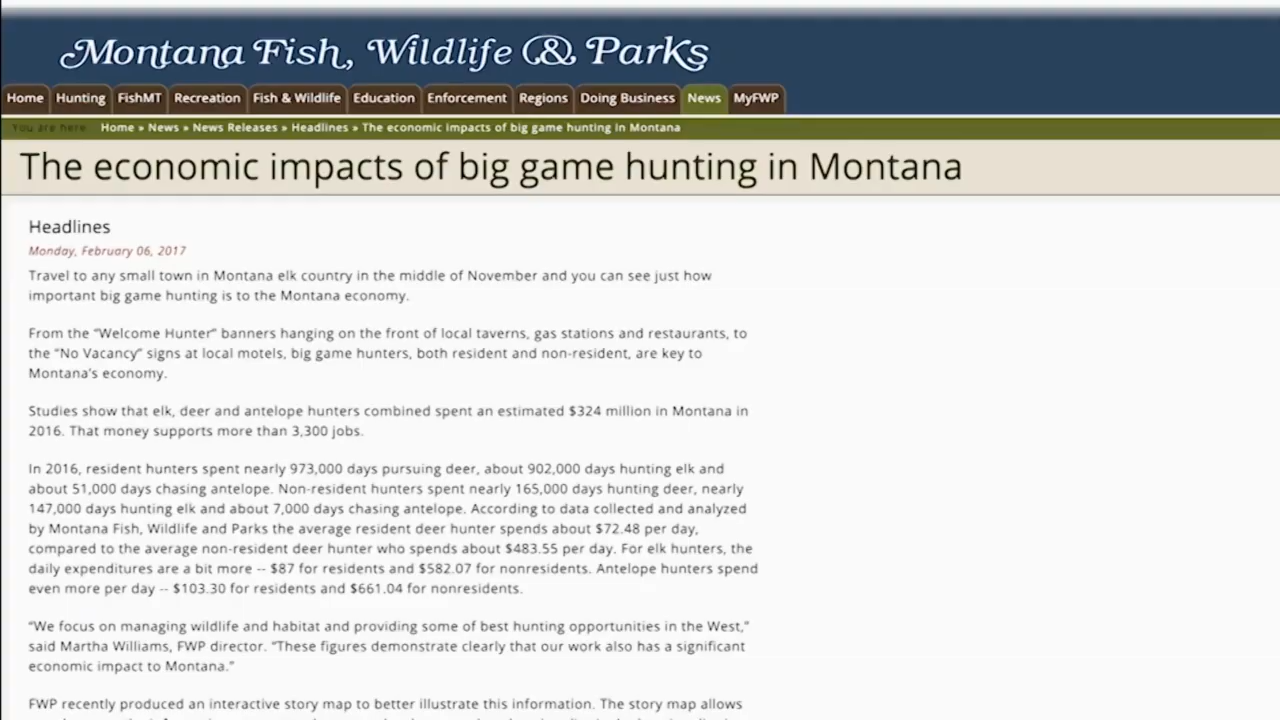 Montana Fish, Wildlife & Parks
Home Hunting FishMT Recreation Fish & Wildlife Education Enforcement Regions Doing Business News MyFWP
You are here: Home » News » News Releases » Headlines » The economic impacts of big game hunting in Montana
The economic impacts of big game hunting in Montana
Headlines
Monday, February 06, 2017
Travel to any small town in Montana elk country in the middle of November and you can see just how
important big game hunting is to the Montana economy.
From the “Welcome Hunter” banners hanging on the front of local taverns, gas stations and restaurants, to
the “No Vacancy” signs at local motels, big game hunters, both resident and non-resident, are key to
Montana’s economy.
Studies show that elk, deer and antelope hunters combined spent an estimated $324 million in Montana in
2016. That money supports more than 3,300 jobs.
In 2016, resident hunters spent nearly 973,000 days pursuing deer, about 902,000 days hunting elk and
about 51,000 days chasing antelope. Non-resident hunters spent nearly 165,000 days hunting deer, nearly
147,000 days hunting elk and about 7,000 days chasing antelope. According to data collected and analyzed
by Montana Fish, Wildlife and Parks the average resident deer hunter spends about $72.48 per day,
compared to the average non-resident deer hunter who spends about $483.55 per day. For elk hunters, the
daily expenditures are a bit more -- $87 for residents and $582.07 for nonresidents. Antelope hunters spend
even more per day -- $103.30 for residents and $661.04 for nonresidents.
“We focus on managing wildlife and habitat and providing some of best hunting opportunities in the West,”
said Martha Williams, FWP director. “These figures demonstrate clearly that our work also has a significant
economic impact to Montana.”
FWP recently produced an interactive story map to better illustrate this information. The story map allows